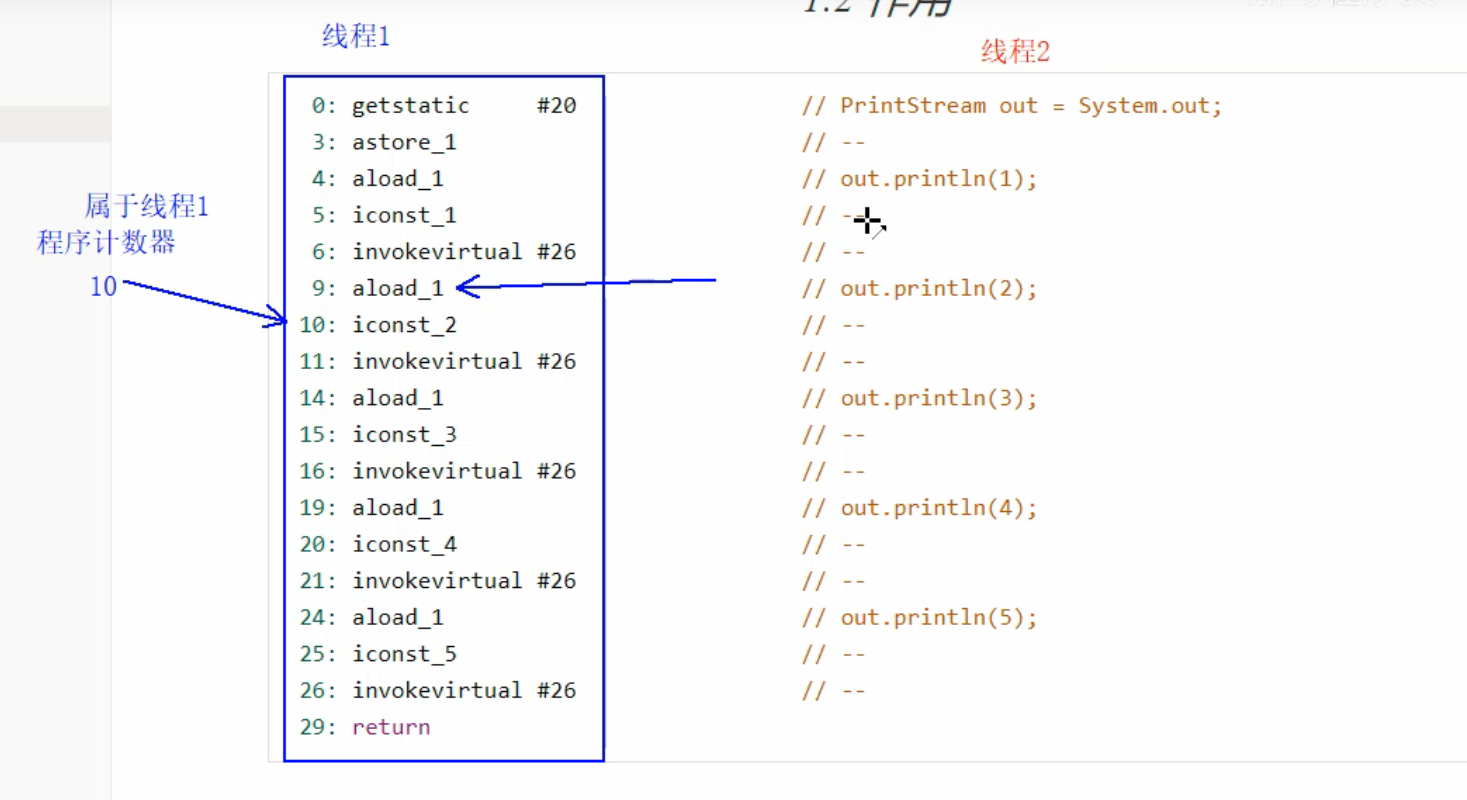 1.2 作用
线程1
线程2
0: getstatic #20 // PrintStream out = System.out;
3: astore_1 // --
4: aload_1 // out.println(1);
5: iconst_1 // --
6: invokevirtual #26 // --
9: aload_1 // out.println(2);
10: iconst_2 // --
11: invokevirtual #26 // --
14: aload_1 // out.println(3);
15: iconst_3 // --
16: invokevirtual #26 // --
19: aload_1 // out.println(4);
20: iconst_4 // --
21: invokevirtual #26 // --
24: aload_1 // out.println(5);
25: iconst_5 // --
26: invokevirtual #26 // --
29: return
属于线程1
程序计数器
10